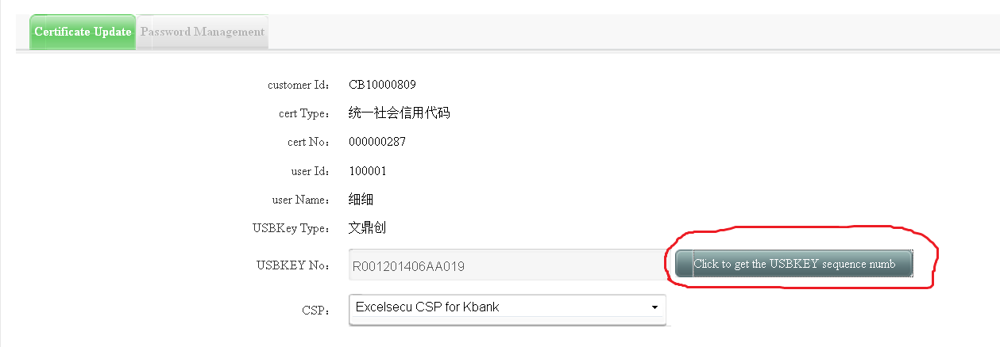 Certificate Update Password Management
customer Id： CB10000809
cert Type： 统一社会信用代码
cert No： 000000287
user Id： 100001
user Name： 细细
USBKey Type： 文鼎创
USBKEY No： R001201406AA019 Click to get the USBKEY sequence numb
CSP： Excelsecu CSP for Kbank